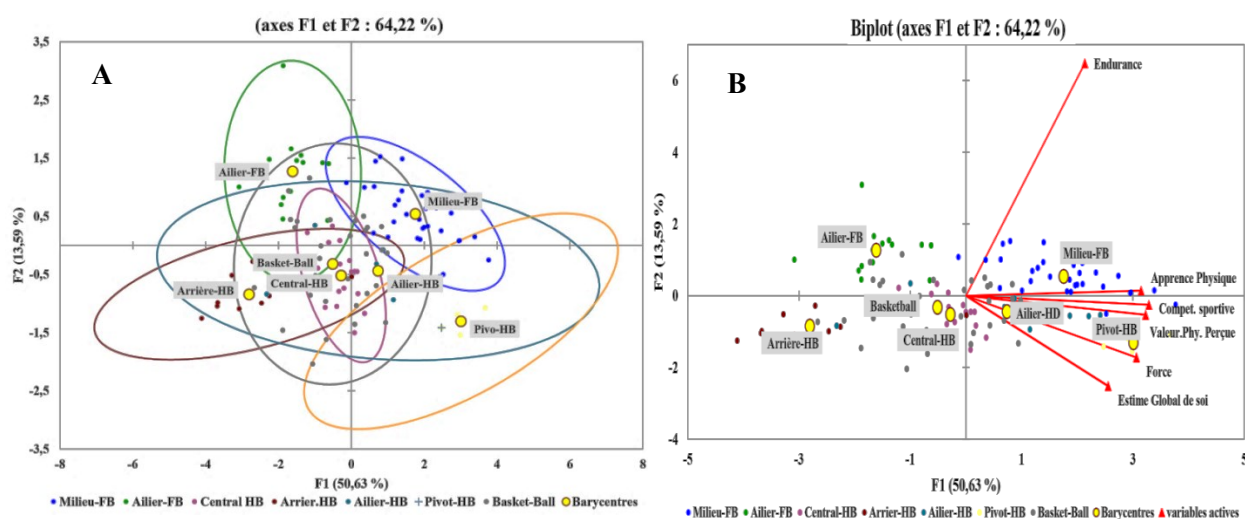 (axes F1 et F2 : 64,22 %)
A
3,5
2,5
1,5
0,5
-0,5
-1,5
-2,5
-3,5
F2 (13,59 %)
Ailier-FB
Milieu-FB
Basket-Ball
Central-HB
Ailier-HB
Arrière-HB
Pivo-HB
-8 -6 -4 -2 0 2 4 6 8
F1 (50,63 %)
Milieu-FB Ailier-FB Central HB Arrier.HB Ailier-HB Pivot-HB Basket-Ball Barycentres
Biplot (axes F1 et F2 : 64,22 %)
B
6
4
2
0
-2
-4
F2 (13,59 %)
Endurance
Ailier-FB
Milieu-FB
Apprence Physique
Compet. sportive
Basketball
Ailier-HD
Valeur.Phy. Perçue
Pivot-HB
Arrière-HB
Central-HB
Force
Estime Global de soi
-5 -3 -1 1 3 5
F1 (50,63 %)
Milieu-FB Ailier-FB Central-HB Arrier-HB Ailier-HB Pivot-HB Basket-Ball Barycentres variables actives